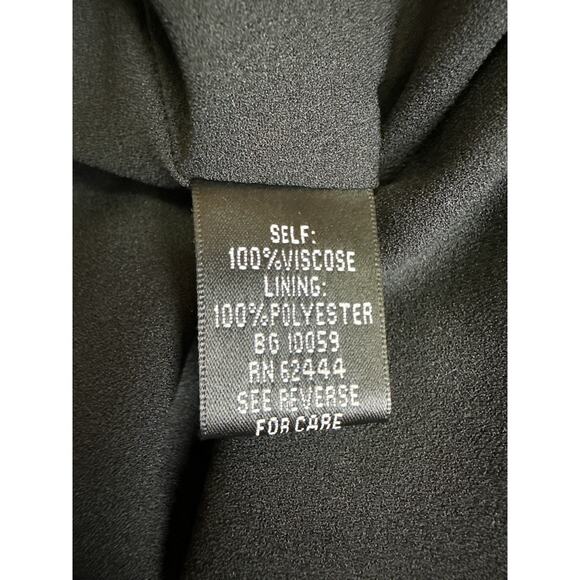 SELF:
100%VISCOSE
LINING:
100%POLYESTER
BG 10059
RN 62444
SEE REVERSE
FOR CARE